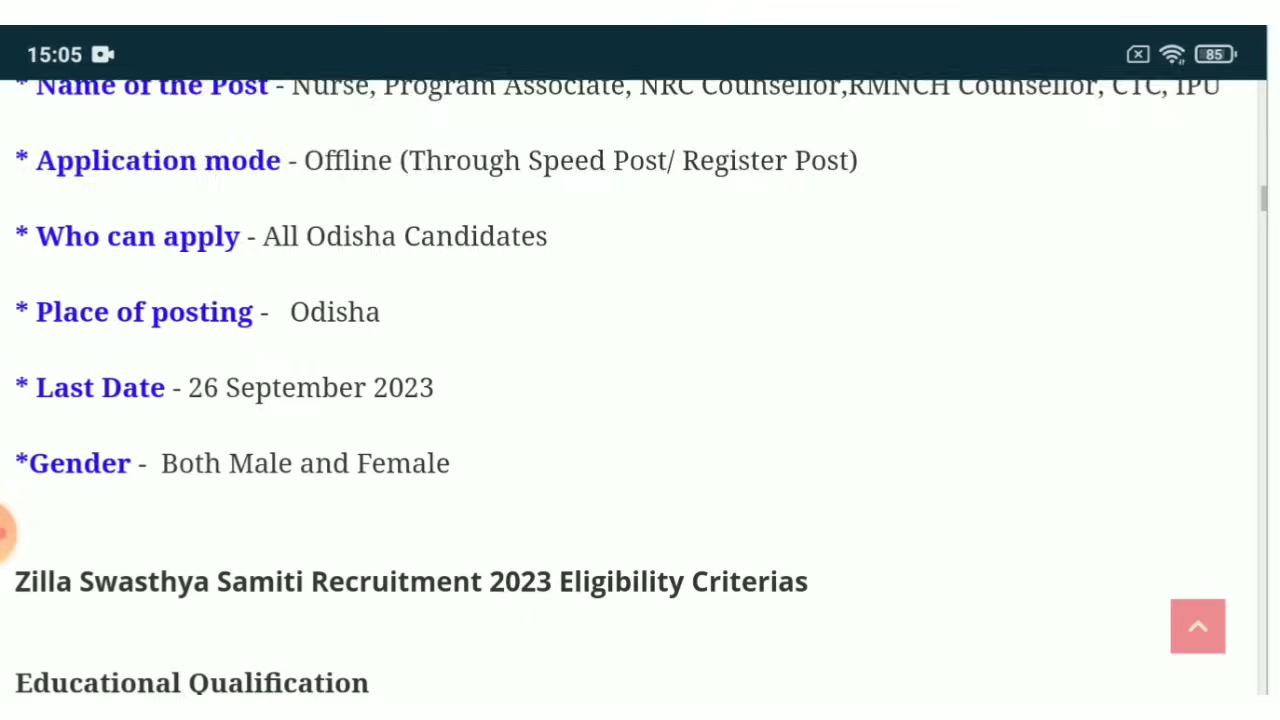 15:05
85
* Name of the Post - Nurse, Program Associate, NRC Counsellor,RMNCH Counsellor, CTC, IPU
* Application mode - Offline (Through Speed Post/ Register Post)
* Who can apply - All Odisha Candidates
* Place of posting - Odisha
* Last Date - 26 September 2023
*Gender - Both Male and Female
Zilla Swasthya Samiti Recruitment 2023 Eligibility Criterias
Educational Qualification